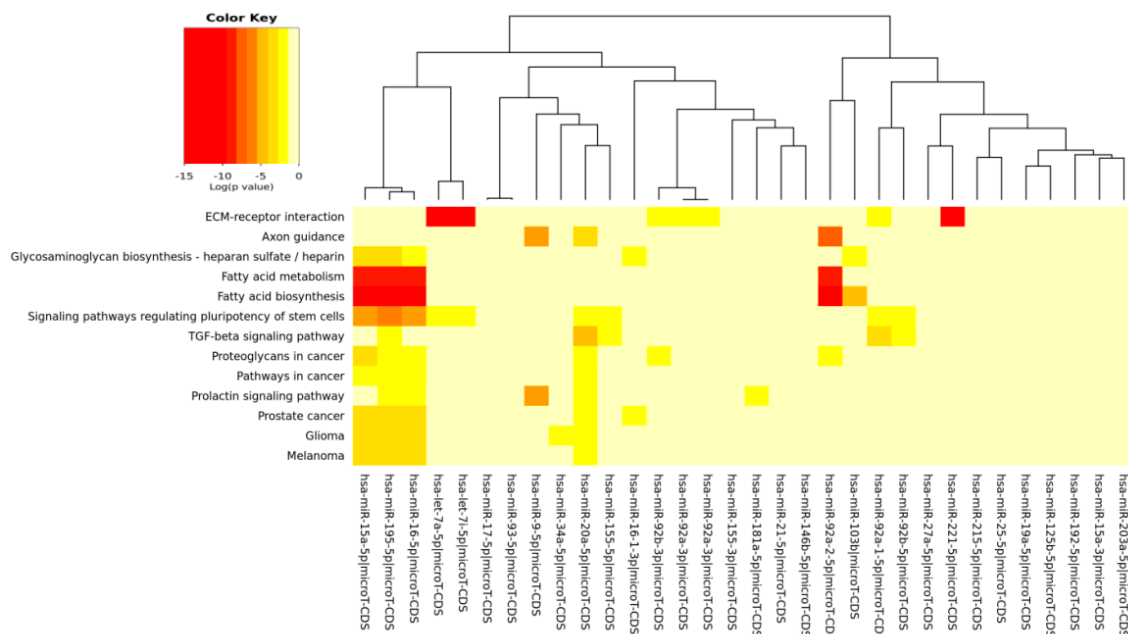 Color Key
-15 -10 -5 0
Log(p value)
ECM-receptor interaction
Axon guidance
Glycosaminoglycan biosynthesis - heparan sulfate / heparin
Fatty acid metabolism
Fatty acid biosynthesis
Signaling pathways regulating pluripotency of stem cells
TGF-beta signaling pathway
Proteoglycans in cancer
Pathways in cancer
Prolactin signaling pathway
Prostate cancer
Glioma
Melanoma
hsa-miR-15a-5p|microT-CDS
hsa-miR-195-5p|microT-CDS
hsa-miR-16-5p|microT-CDS
hsa-let-7a-5p|microT-CDS
hsa-let-7i-5p|microT-CDS
hsa-miR-17-5p|microT-CDS
hsa-miR-93-5p|microT-CDS
hsa-miR-9-5p|microT-CDS
hsa-miR-34a-5p|microT-CDS
hsa-miR-20a-5p|microT-CDS
hsa-miR-155-5p|microT-CDS
hsa-miR-16-1-3p|microT-CDS
hsa-miR-92b-3p|microT-CDS
hsa-miR-92a-3p|microT-CDS
hsa-miR-92a-3p|microT-CDS
hsa-miR-155-3p|microT-CDS
hsa-miR-181a-5p|microT-CDS
hsa-miR-21-5p|microT-CDS
hsa-miR-146b-5p|microT-CDS
hsa-miR-92a-2-5p|microT-CD
hsa-miR-103b|microT-CDS
hsa-miR-92a-1-5p|microT-CDS
hsa-miR-92b-5p|microT-CDS
hsa-miR-27a-5p|microT-CDS
hsa-miR-221-5p|microT-CDS
hsa-miR-215-5p|microT-CDS
hsa-miR-25-5p|microT-CDS
hsa-miR-19a-5p|microT-CDS
hsa-miR-125b-5p|microT-CDS
hsa-miR-192-5p|microT-CDS
hsa-miR-15a-3p|microT-CDS
hsa-miR-203a-5p|microT-CDS